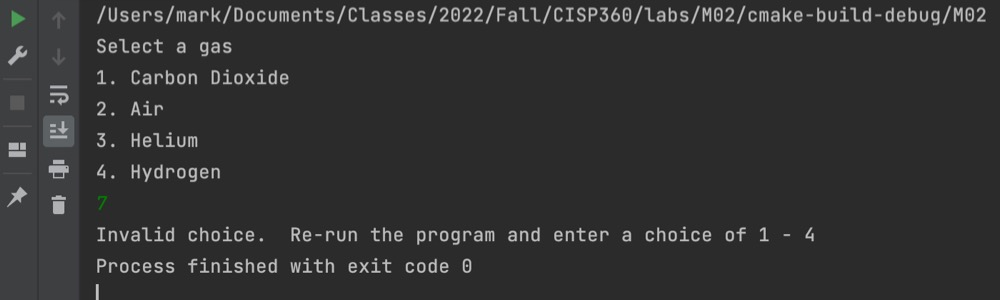 /Users/mark/Documents/Classes/2022/Fall/CISP360/labs/M02/cmake-build-debug/M02
Select a gas
1. Carbon Dioxide
2. Air
3. Helium
4. Hydrogen
7
Invalid choice.  Re-run the program and enter a choice of 1 - 4
Process finished with exit code 0